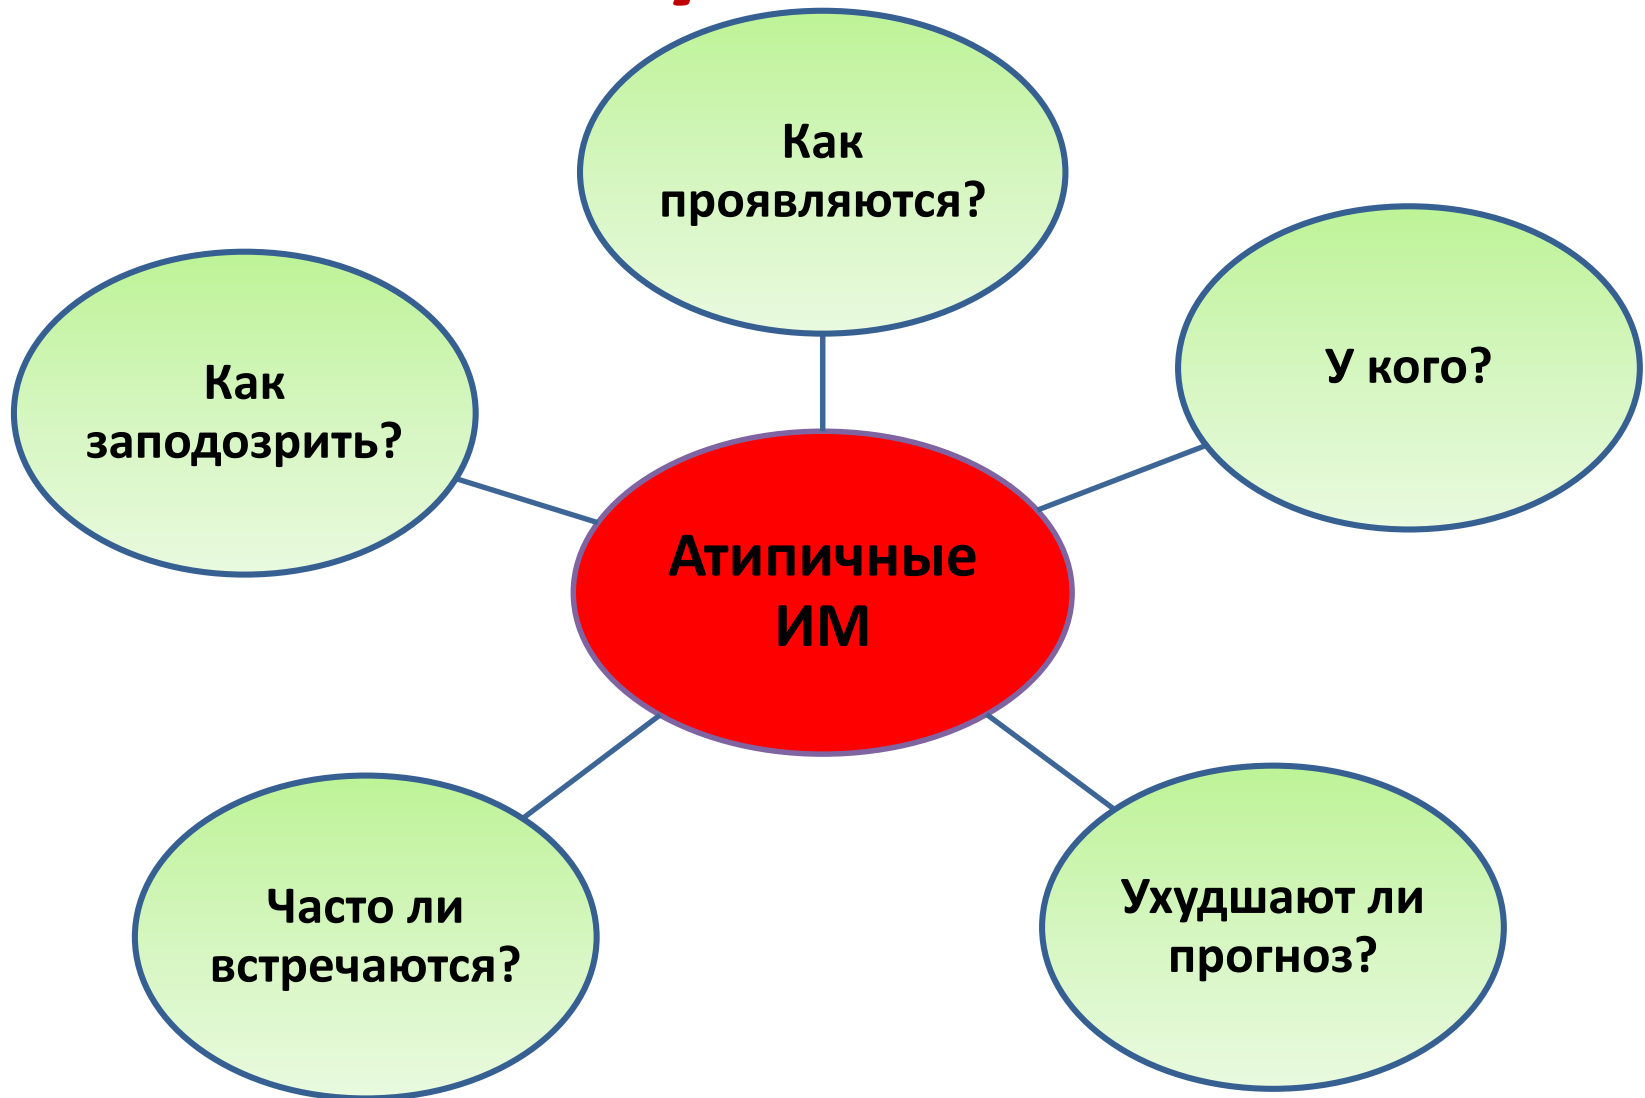 Как
проявляются?
У кого?
Как
заподозрить?
Атипичные
ИМ
Часто ли
встречаются?
Ухудшают ли
прогноз?